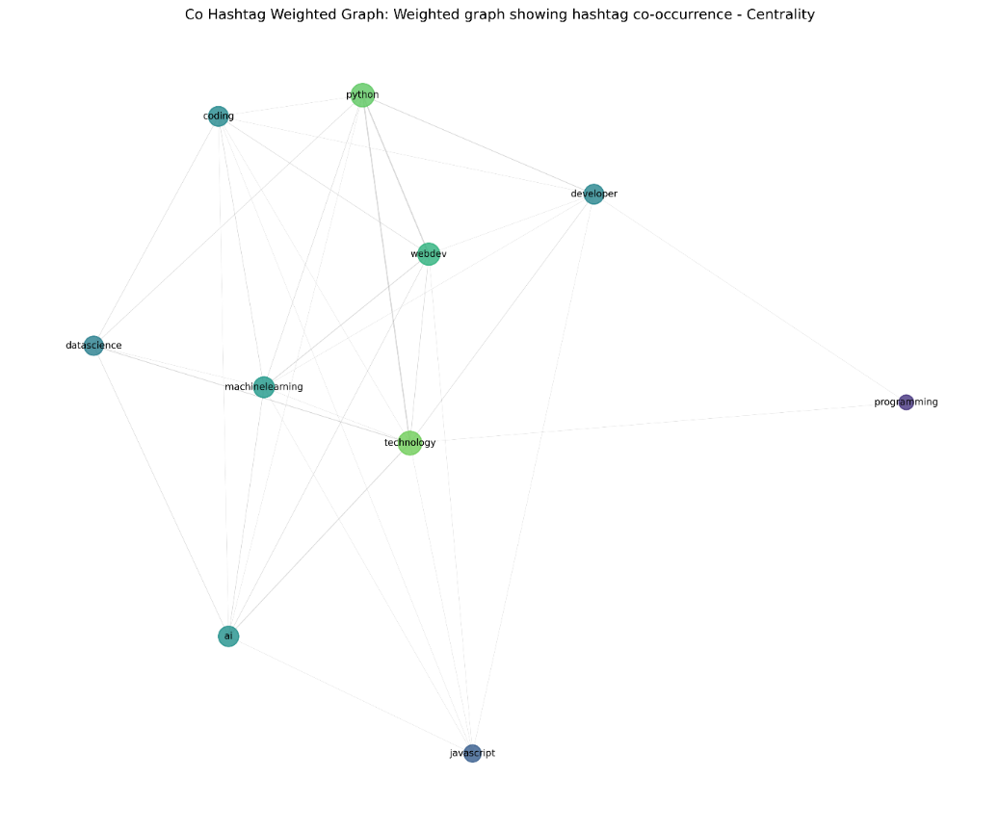 Co Hashtag Weighted Graph: Weighted graph showing hashtag co-occurrence - Centrality
python
coding
developer
webdev
datascience
machinelearning
programming
technology
ai
javascript